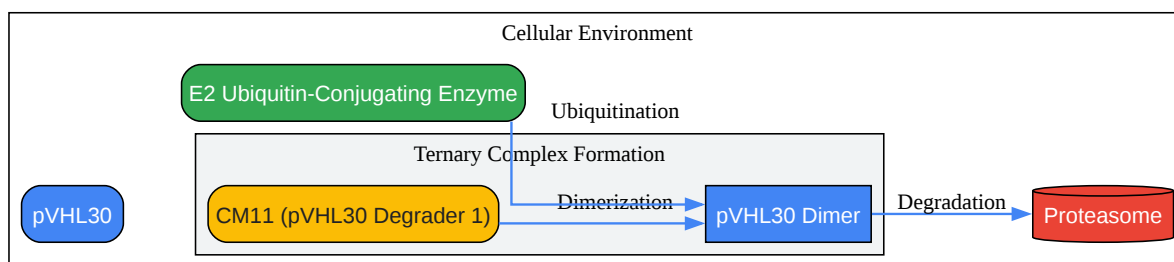 Cellular Environment
E2 Ubiquitin-Conjugating Enzyme
Ubiquitination
Ternary Complex Formation
pVHL30
CM11 (pVHL30 Degrader 1)
Dimerization
pVHL30 Dimer
Degradation
Proteasome